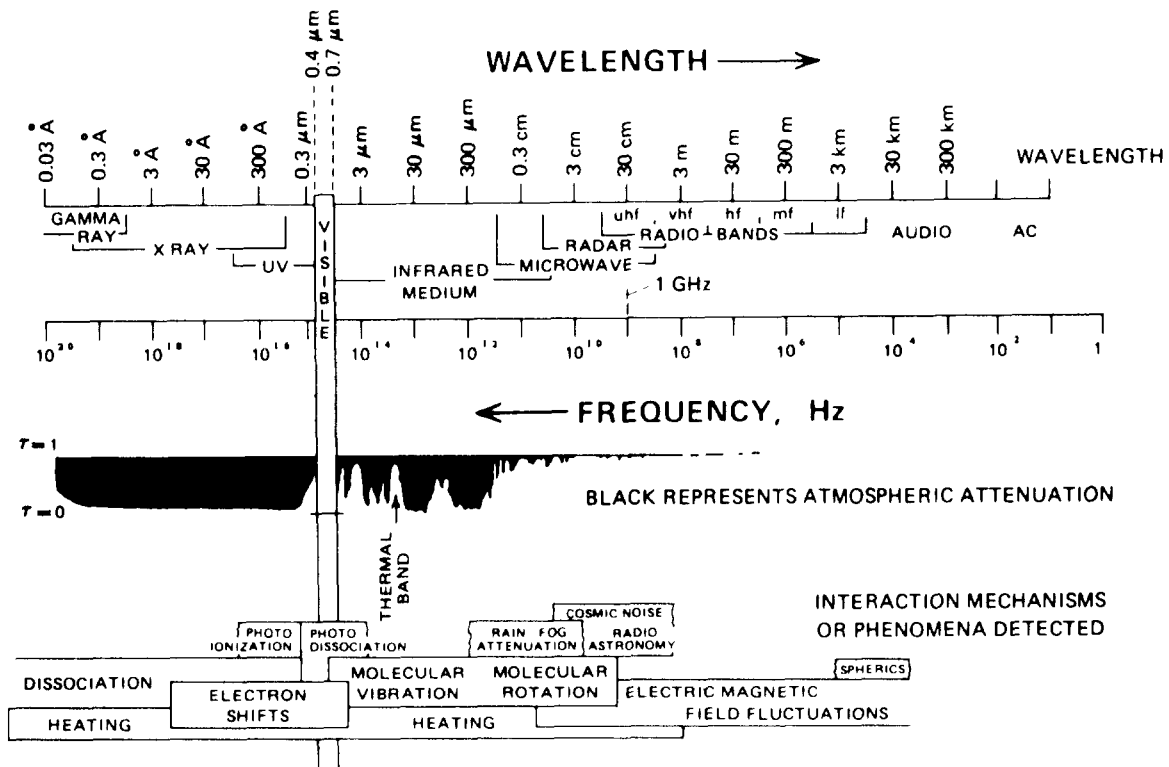 0.4 μm
0.7 μm
WAVELENGTH
0.03 Å
0.3 Å
3 Å
30 Å
300 Å
0.3 μm
3 μm
30 μm
300 μm
0.3 cm
3 cm
30 cm
3 m
30 m
300 m
3 km
30 km
300 km
WAVELENGTH
GAMMA
RAY
X RAY
UV
VISIBLE
INFRARED
MEDIUM
MICROWAVE
RADAR
uhf
vhf
hf
mf
lf
RADIO BANDS
AUDIO
AC
1 GHz
10²⁰
10¹⁸
10¹⁶
10¹⁴
10¹²
10¹⁰
10⁸
10⁶
10⁴
10²
1
FREQUENCY, Hz
τ=1
τ=0
BLACK REPRESENTS ATMOSPHERIC ATTENUATION
THERMAL
BAND
INTERACTION MECHANISMS
OR PHENOMENA DETECTED
PHOTO
IONIZATION
PHOTO
DISSOCIATION
RAIN FOG
ATTENUATION
COSMIC NOISE
RADIO
ASTRONOMY
SPHERICS
DISSOCIATION
ELECTRON
SHIFTS
MOLECULAR
VIBRATION
MOLECULAR
ROTATION
ELECTRIC MAGNETIC
FIELD FLUCTUATIONS
HEATING
HEATING